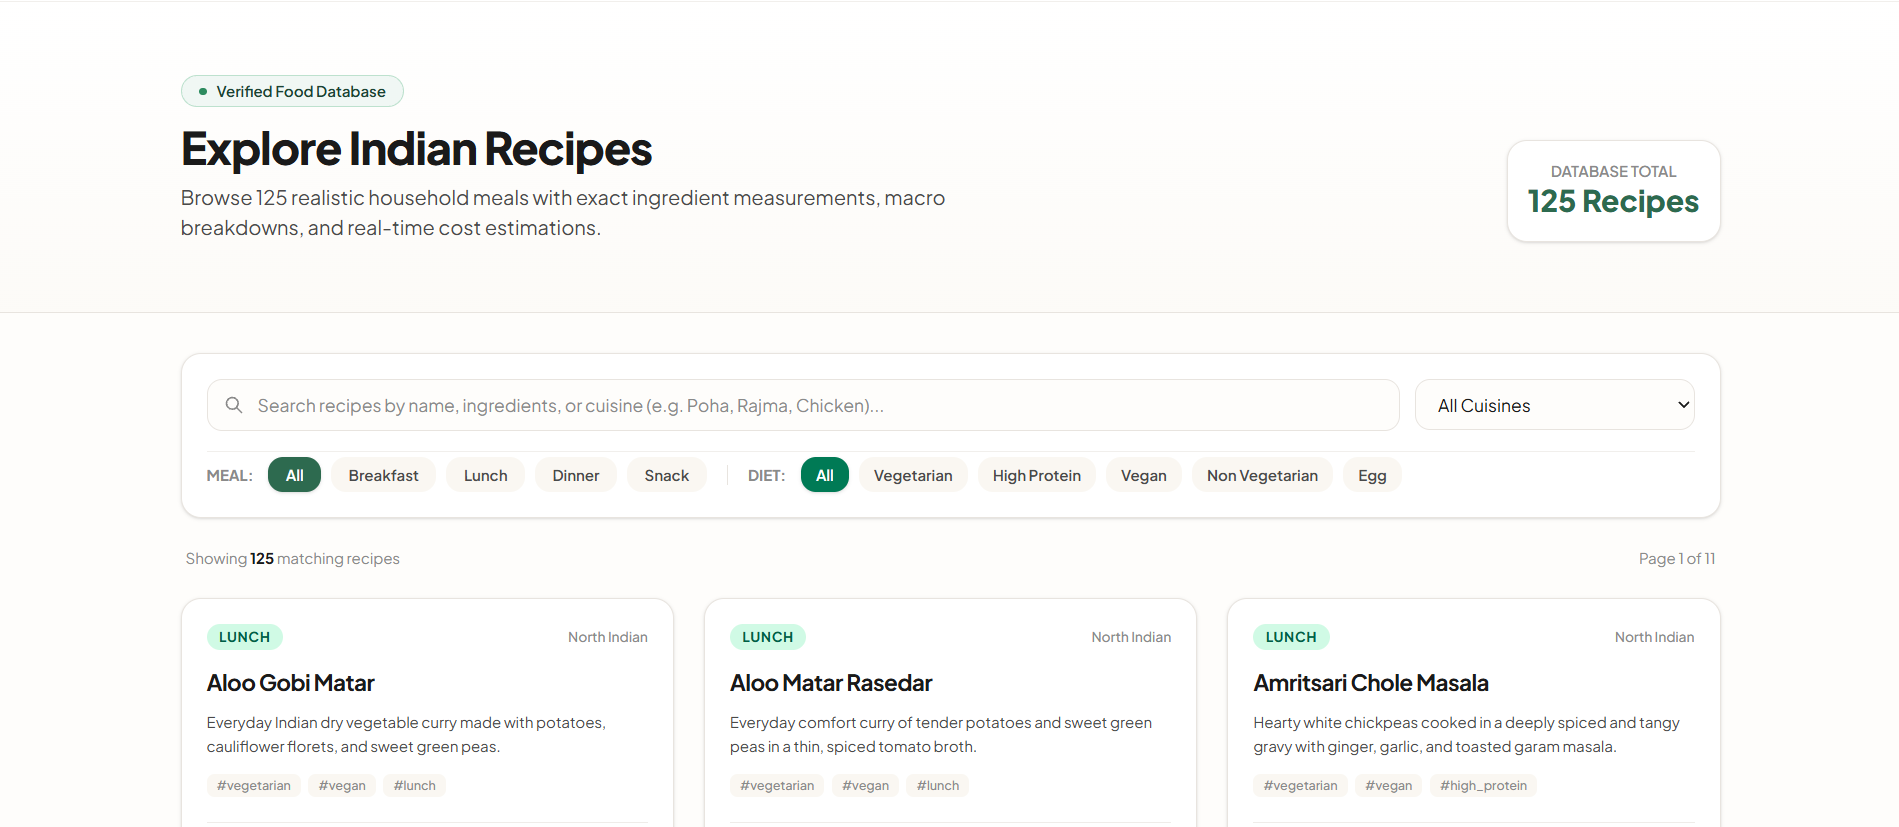 Verified Food Database
Explore Indian Recipes
Browse 125 realistic household meals with exact ingredient measurements, macro
breakdowns, and real-time cost estimations.
DATABASE TOTAL
125 Recipes
Search recipes by name, ingredients, or cuisine (e.g. Poha, Rajma, Chicken)...
All Cuisines
MEAL: All Breakfast Lunch Dinner Snack DIET: All Vegetarian High Protein Vegan Non Vegetarian Egg
Showing 125 matching recipes
Page 1 of 11
LUNCH
North Indian
Aloo Gobi Matar
Everyday Indian dry vegetable curry made with potatoes,
cauliflower florets, and sweet green peas.
#vegetarian #vegan #lunch
LUNCH
North Indian
Aloo Matar Rasedar
Everyday comfort curry of tender potatoes and sweet green
peas in a thin, spiced tomato broth.
#vegetarian #vegan #lunch
LUNCH
North Indian
Amritsari Chole Masala
Hearty white chickpeas cooked in a deeply spiced and tangy
gravy with ginger, garlic, and toasted garam masala.
#vegetarian #vegan #high_protein